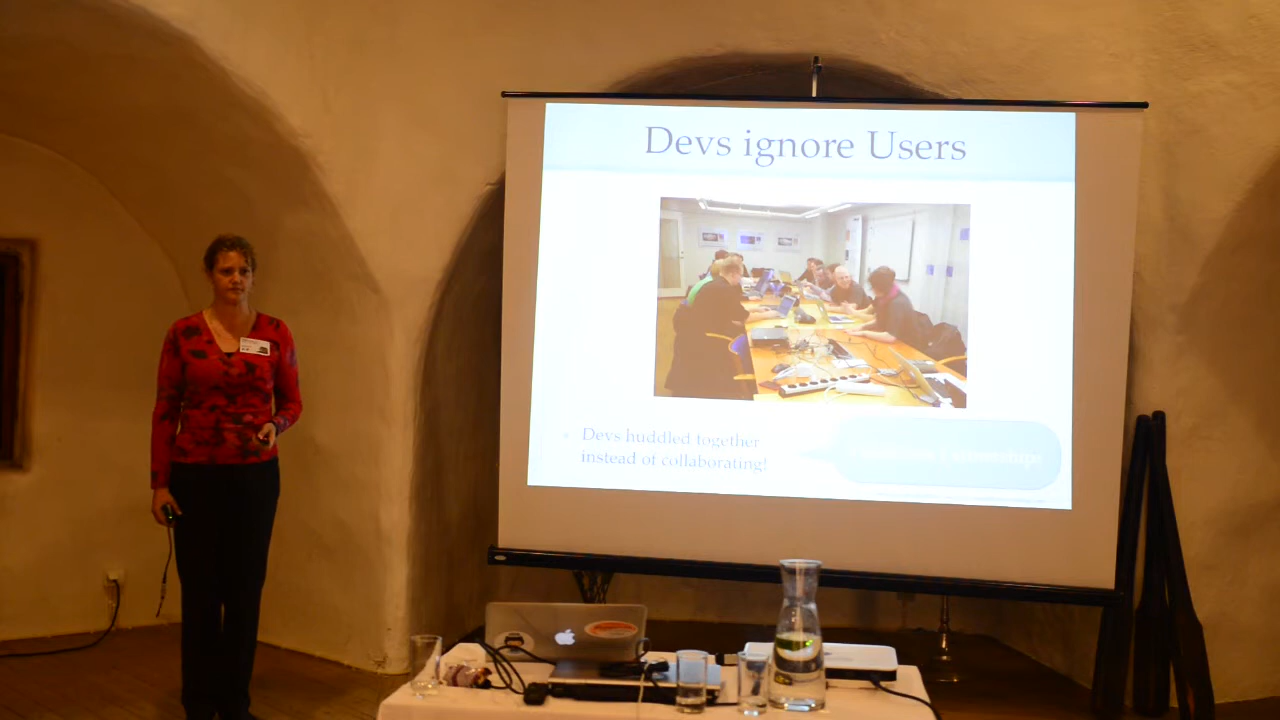 Devs ignore Users
Devs huddled together
instead of collaborating!